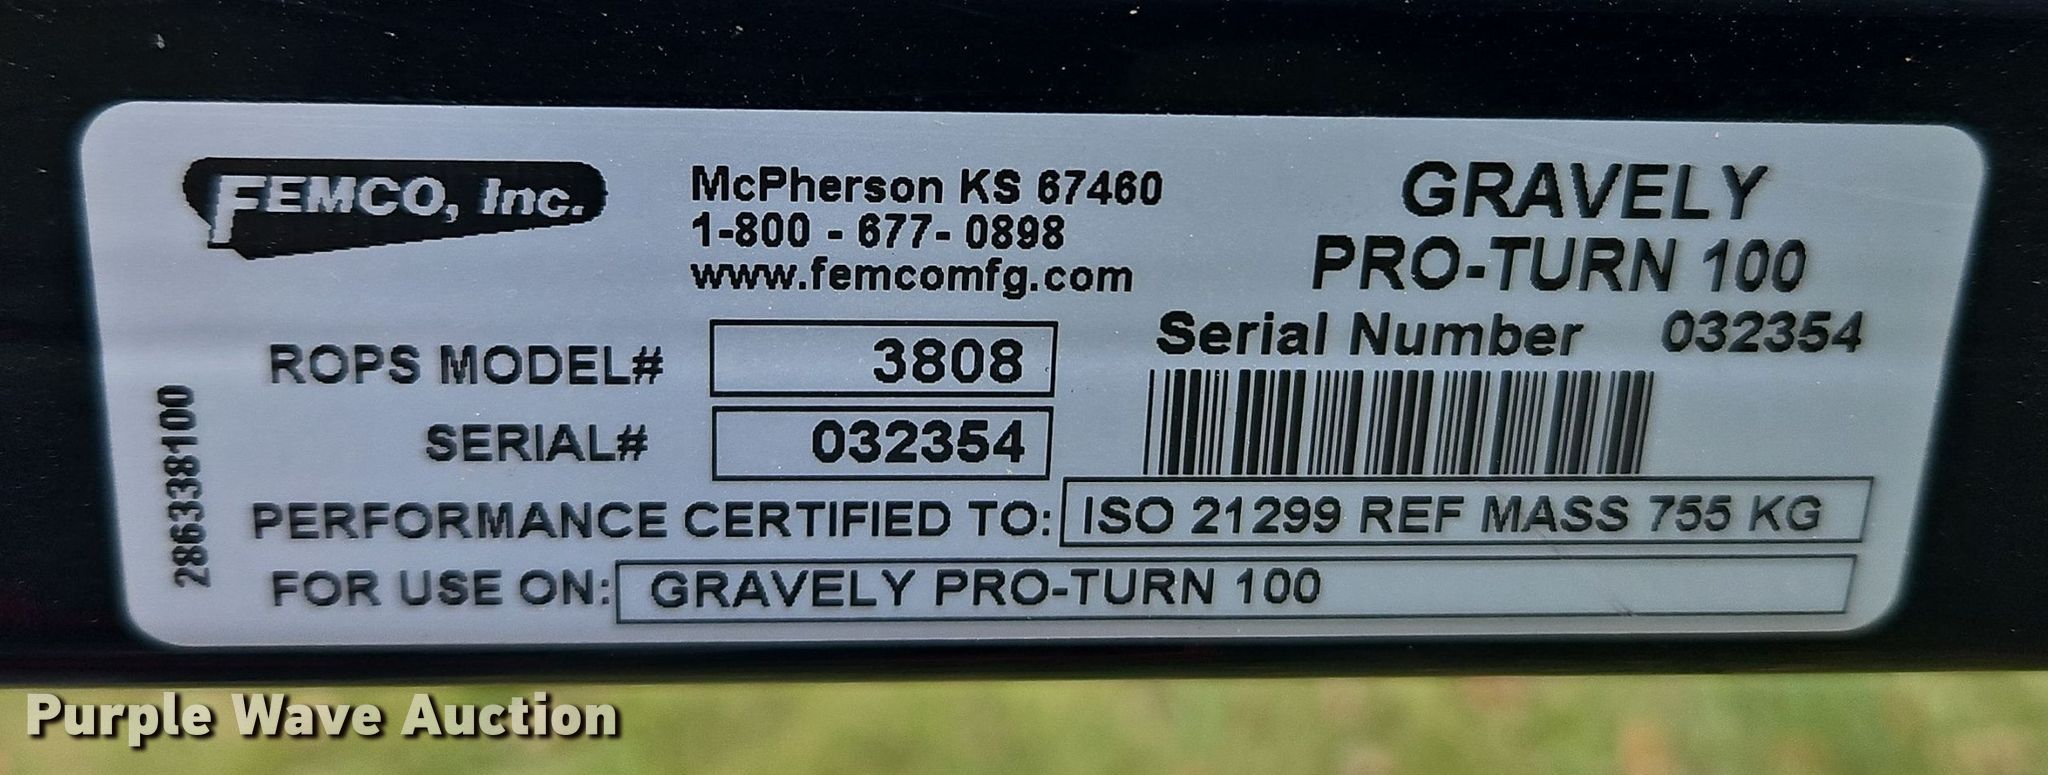 FEMCO, Inc.
McPherson KS 67460
1-800 - 677- 0898
www.femcomfg.com
GRAVELY
PRO-TURN 100
Serial Number 032354
ROPS MODEL# 3808
SERIAL# 032354
PERFORMANCE CERTIFIED TO: ISO 21299 REF MASS 755 KG
FOR USE ON: GRAVELY PRO-TURN 100
286338100
Purple Wave Auction